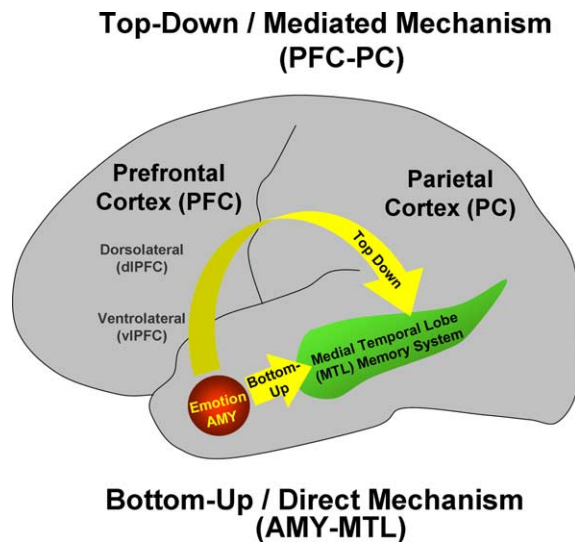 Top-Down / Mediated Mechanism
(PFC-PC)
Prefrontal
Cortex (PFC)
Parietal
Cortex (PC)
Dorsolateral
(dlPFC)
Ventrolateral
(vlPFC)
Top Down
Medial Temporal Lobe
(MTL) Memory System
Bottom-
Up
Emotion
AMY
Bottom-Up / Direct Mechanism
(AMY-MTL)